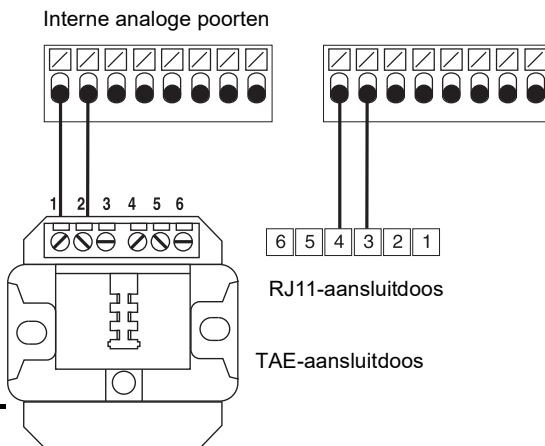 Interne analoge poorten
1 2 3 4 5 6
6 5 4 3 2 1
RJ11-aansluitdoos
TAE-aansluitdoos